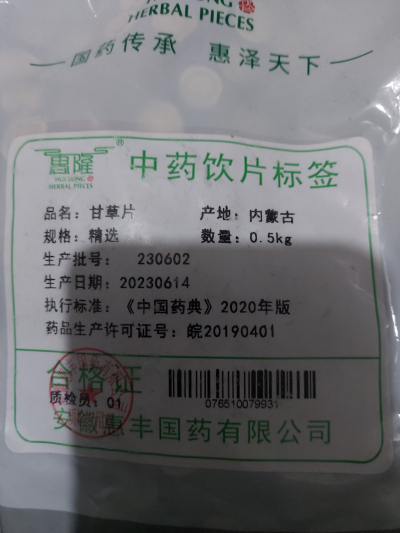 HERBAL PIECES
国药传承 惠泽天下
惠隆®
HUI LONG
HERBAL PIECES
中药饮片标签
品名：甘草片 产地：内蒙古
规格：精选 数量：0.5kg
生产批号： 230602
生产日期：20230614
执行标准：《中国药典》2020年版
药品生产许可证号：皖20190401
合格证
质检员：01
076510079931
安徽惠丰国药有限公司